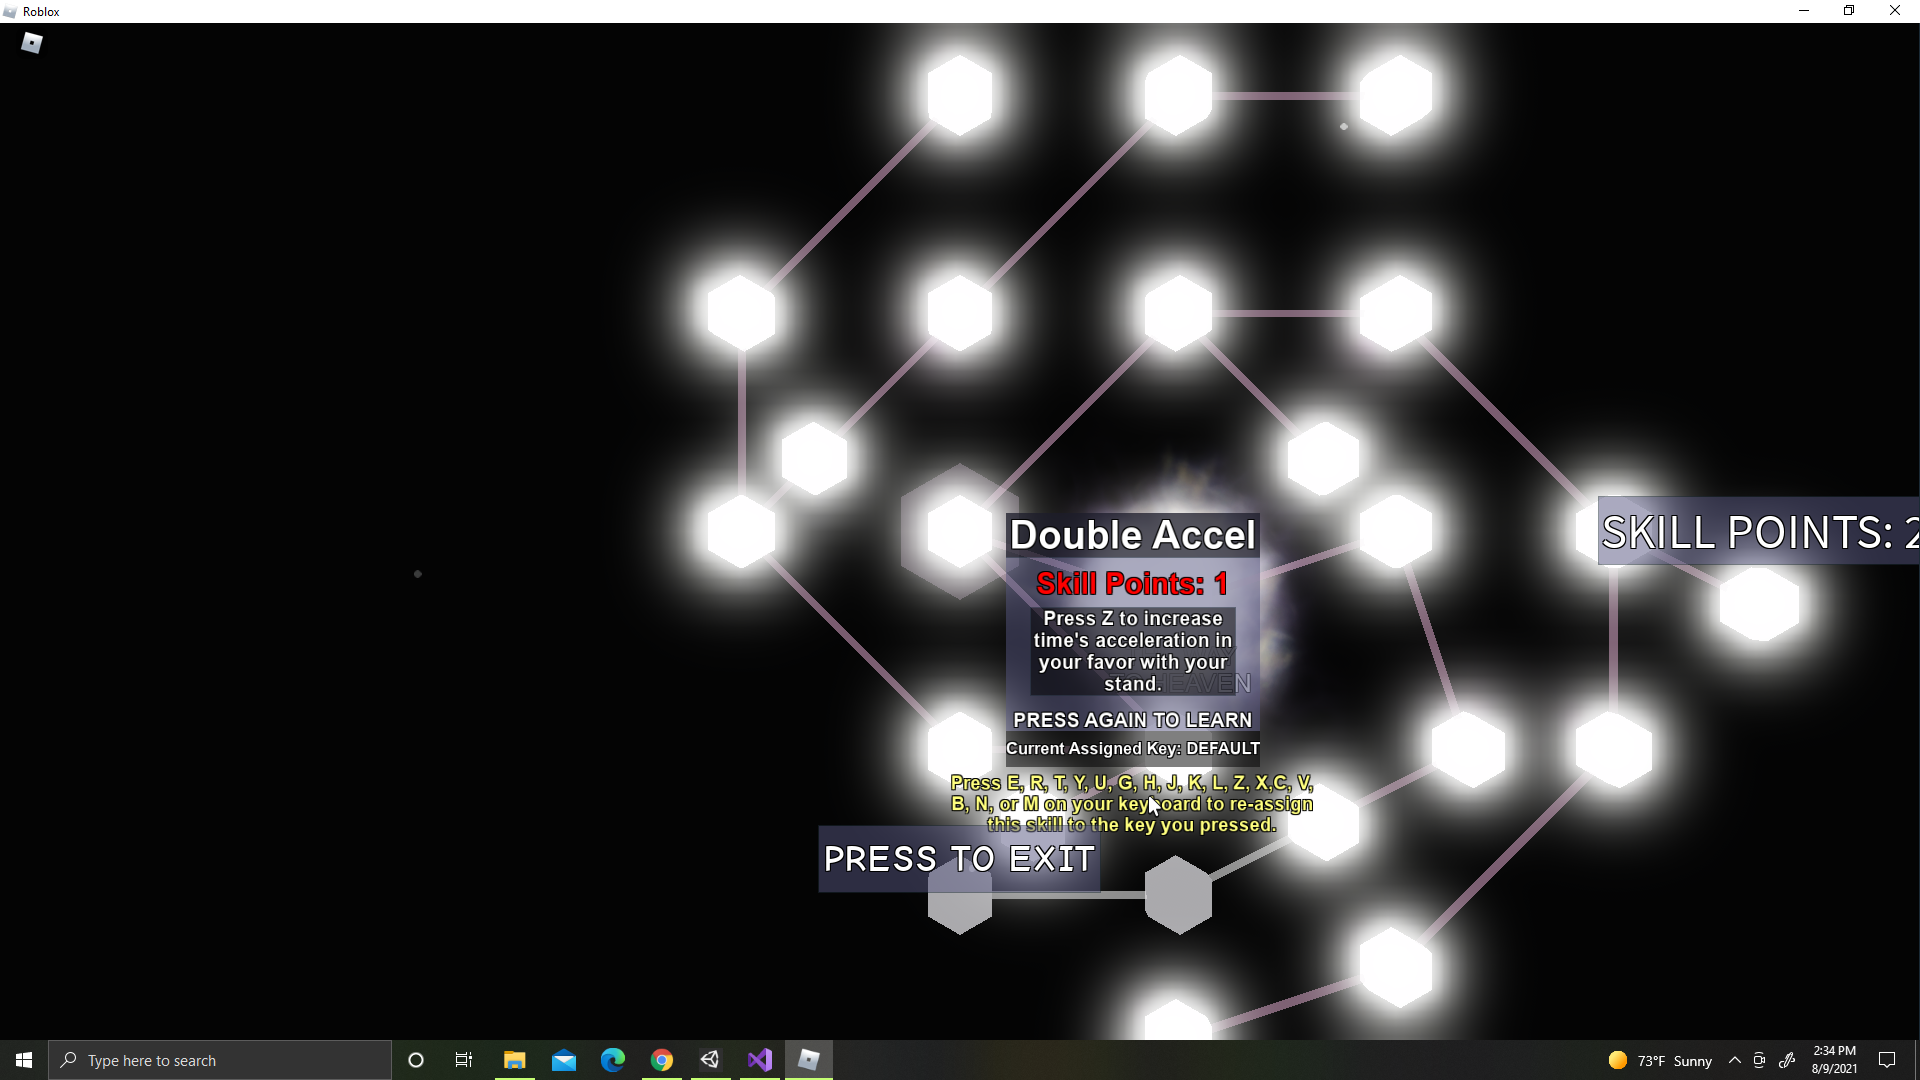 Roblox
Double Accel
SKILL POINTS: 2
Skill Points: 1
Press Z to increase
time's acceleration in
your favor with your
stand.
HEAVEN
PRESS AGAIN TO LEARN
Current Assigned Key: DEFAULT
Press E, R, T, Y, U, G, H, J, K, L, Z, X,C, V,
B, N, or M on your keyboard to re-assign
this skill to the key you pressed.
PRESS TO EXIT
Type here to search
73°F Sunny
2:34 PM
8/9/2021